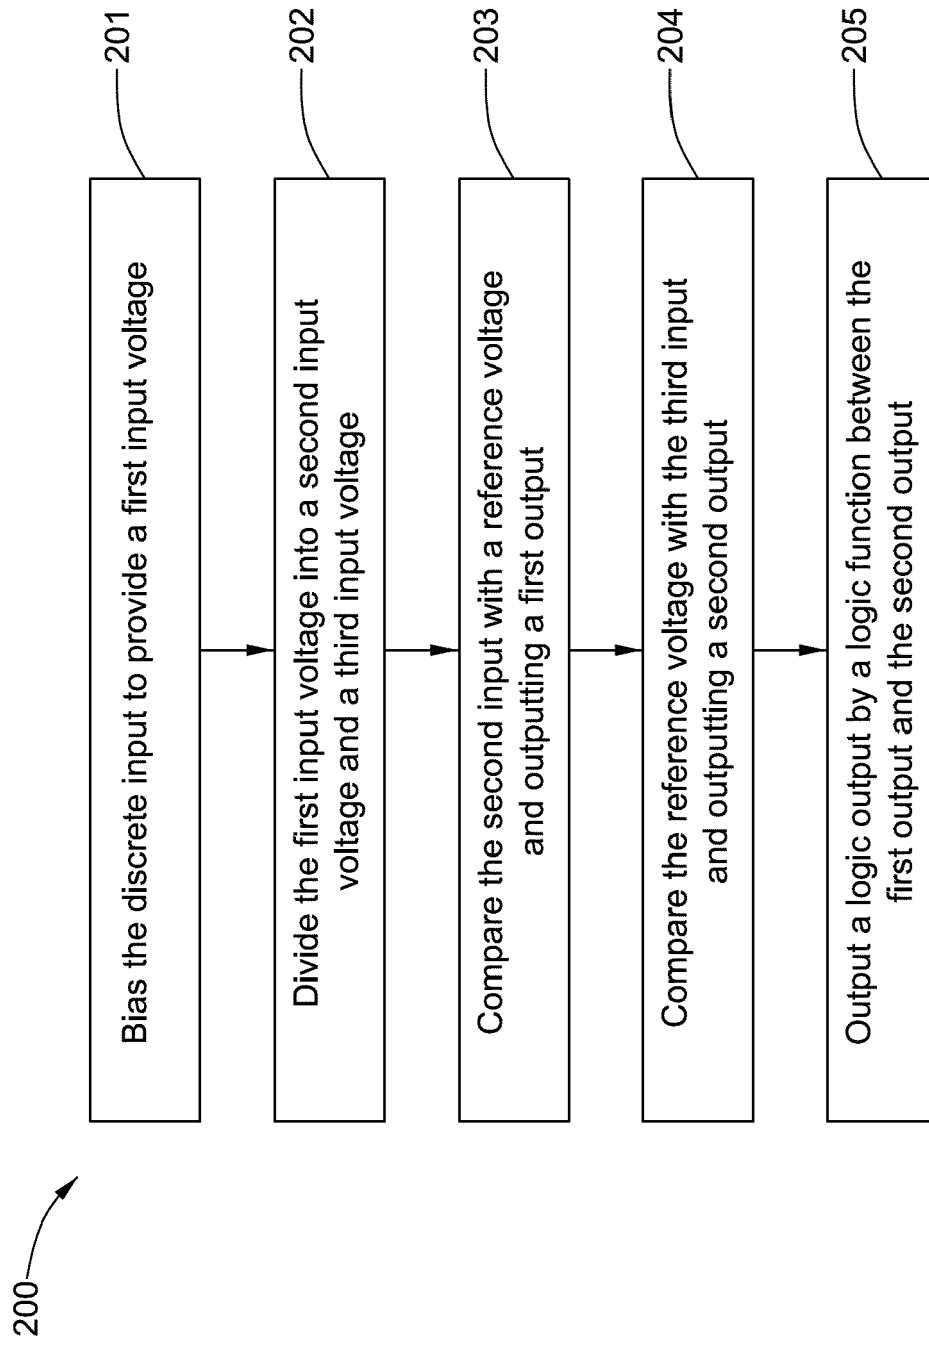 200
Bias the discrete input to provide a first input voltage
201
Divide the first input voltage into a second input
voltage and a third input voltage
202
Compare the second input with a reference voltage
and outputting a first output
203
Compare the reference voltage with the third input
and outputting a second output
204
Output a logic output by a logic function between the
first output and the second output
205